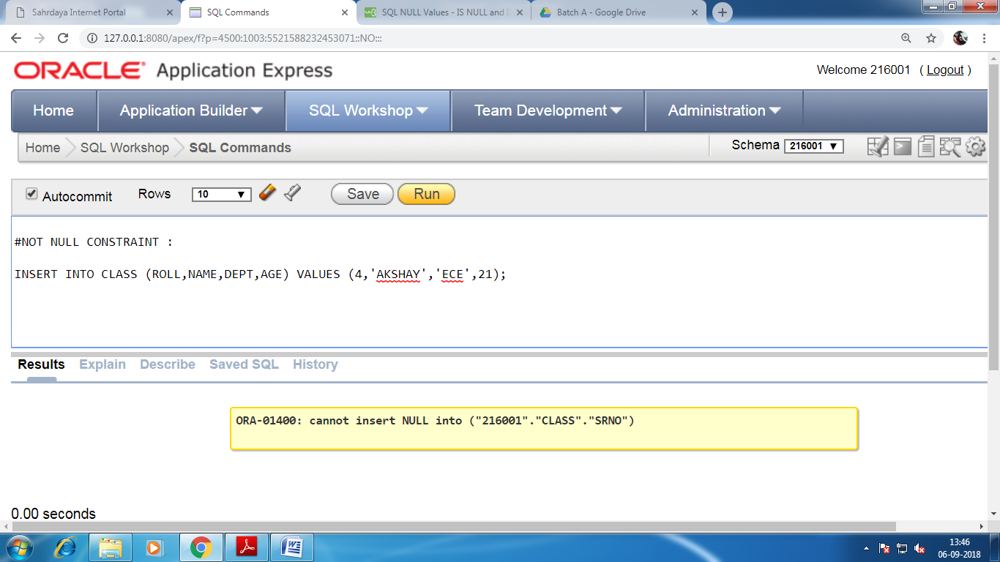 Sahrdaya Internet Portal
SQL Commands
SQL NULL Values - IS NULL and I
Batch A - Google Drive
127.0.0.1:8080/apex/f?p=4500:1003:5521588232453071::NO:::
ORACLE® Application Express
Welcome 216001 ( Logout )
Home
Application Builder
SQL Workshop
Team Development
Administration
Home
SQL Workshop
SQL Commands
Schema
216001
Autocommit
Rows
10
Save
Run
#NOT NULL CONSTRAINT :
INSERT INTO CLASS (ROLL,NAME,DEPT,AGE) VALUES (4,'AKSHAY','ECE',21);
Results
Explain
Describe
Saved SQL
History
ORA-01400: cannot insert NULL into ("216001"."CLASS"."SRNO")
0.00 seconds
13:46
06-09-2018